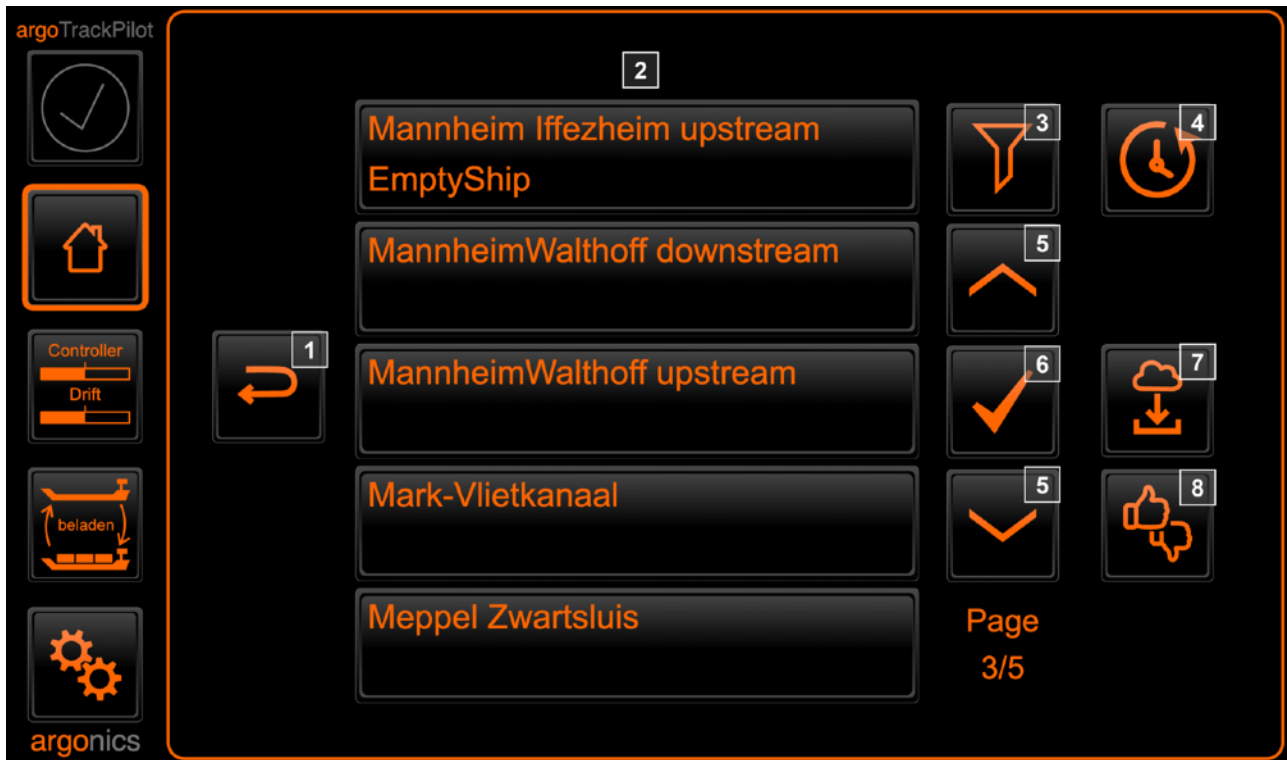 argoTrackPilot
2
Mannheim Iffezheim upstream
EmptyShip
3
4
MannheimWalthoff downstream
5
Controller
Drift
1
MannheimWalthoff upstream
6
7
beladen
Mark-Vlietkanaal
5
8
Meppel Zwartsluis
Page
3/5
argonics